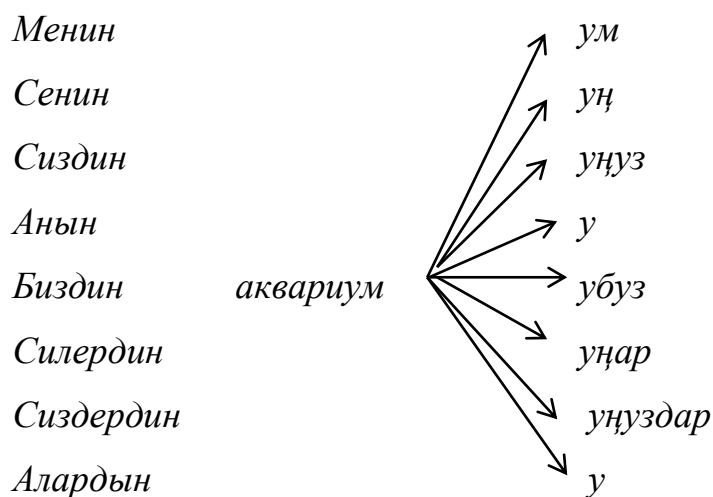 Менин ум
Сенин уң
Сиздин уңуз
Анын у
Биздин аквариум убуз
Силердин уңар
Сиздердин уңуздар
Алардын у